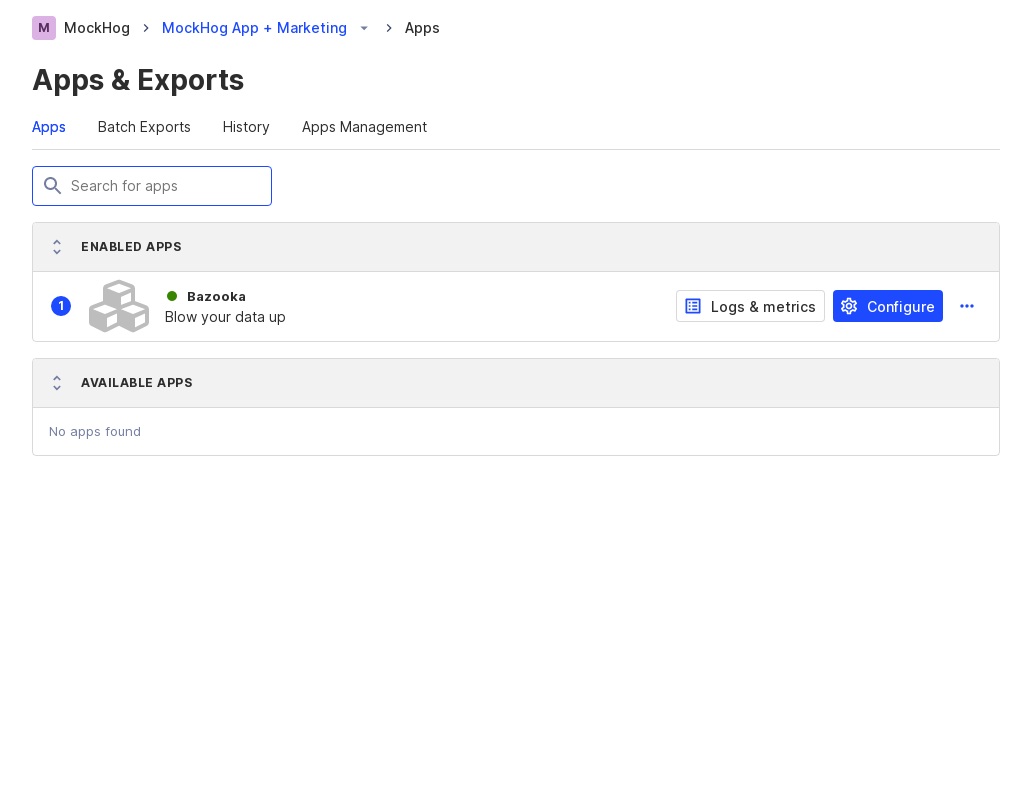 M MockHog MockHog App + Marketing Apps
Apps & Exports
Apps Batch Exports History Apps Management
Search for apps
ENABLED APPS
1 Bazooka
Blow your data up
Logs & metrics Configure
AVAILABLE APPS
No apps found